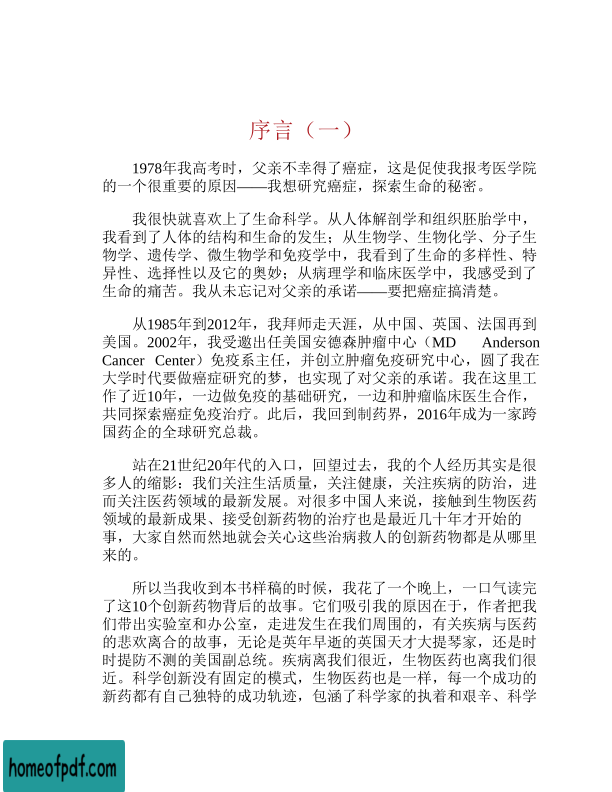 序言（一）
1978年我高考时，父亲不幸得了癌症，这是促使我报考医学院
的一个很重要的原因——我想研究癌症，探索生命的秘密。
我很快就喜欢上了生命科学。从人体解剖学和组织胚胎学中，
我看到了人体的结构和生命的发生；从生物学、生物化学、分子生
物学、遗传学、微生物学和免疫学中，我看到了生命的多样性、特
异性、选择性以及它的奥妙；从病理学和临床医学中，我感受到了
生命的痛苦。我从未忘记对父亲的承诺——要把癌症搞清楚。
从1985年到2012年，我拜师走天涯，从中国、英国、法国再到
美国。2002年，我受邀出任美国安德森肿瘤中心（MD Anderson
Cancer Center）免疫系主任，并创立肿瘤免疫研究中心，圆了我在
大学时代要做癌症研究的梦，也实现了对父亲的承诺。我在这里工
作了近10年，一边做免疫的基础研究，一边和肿瘤临床医生合作，
共同探索癌症免疫治疗。此后，我回到制药界，2016年成为一家跨
国药企的全球研究总裁。
站在21世纪20年代的入口，回望过去，我的个人经历其实是很
多人的缩影：我们关注生活质量，关注健康，关注疾病的防治，进
而关注医药领域的最新发展。对很多中国人来说，接触到生物医药
领域的最新成果、接受创新药物的治疗也是最近几十年才开始的
事，大家自然而然地就会关心这些治病救人的创新药物都是从哪里
来的。
所以当我收到本书样稿的时候，我花了一个晚上，一口气读完
了这10个创新药物背后的故事。它们吸引我的原因在于，作者把我
们带出实验室和办公室，走进发生在我们周围的，有关疾病与医药
的悲欢离合的故事，无论是英年早逝的英国天才大提琴家，还是时
时提防不测的美国副总统。疾病离我们很近，生物医药也离我们很
近。科学创新没有固定的模式，生物医药也是一样，每一个成功的
新药都有自己独特的成功轨迹，包涵了科学家的执着和艰辛、科学
homeofpdf.com